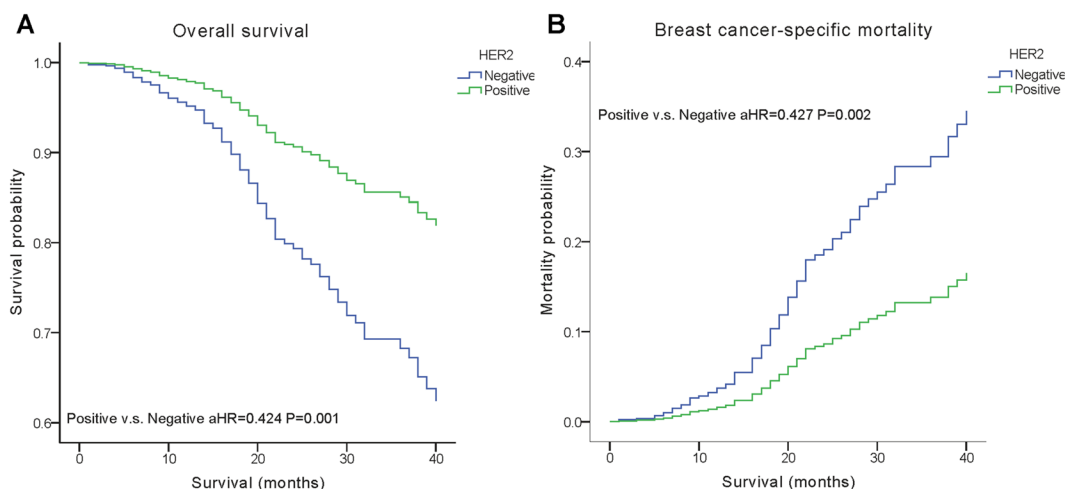 A
Overall survival
HER2
Negative
Positive
1.0
0.9
0.8
0.7
0.6
Survival probability
Positive v.s. Negative aHR=0.424 P=0.001
0 10 20 30 40
Survival (months)
B
Breast cancer-specific mortality
HER2
Negative
Positive
0.4
Positive v.s. Negative aHR=0.427 P=0.002
0.3
0.2
0.1
0.0
Mortality probability
0 10 20 30 40
Survival (months)